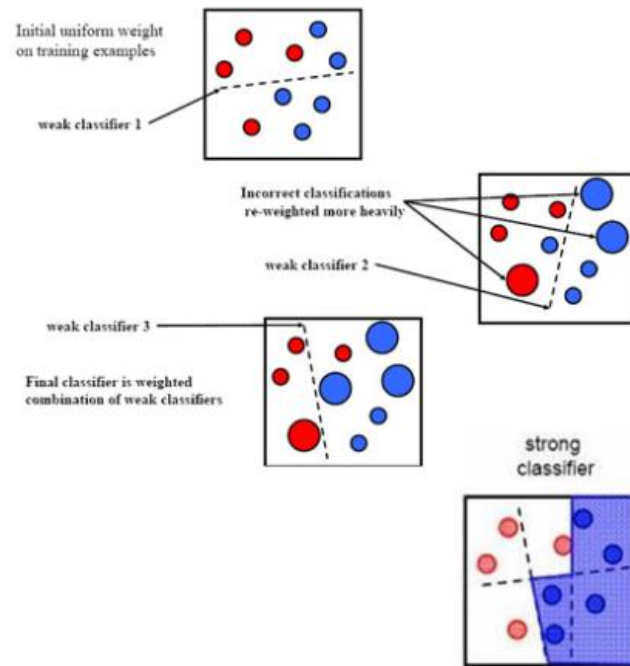 Initial uniform weight
on training examples
weak classifier 1
Incorrect classifications
re-weighted more heavily
weak classifier 2
weak classifier 3
Final classifier is weighted
combination of weak classifiers
strong
classifier